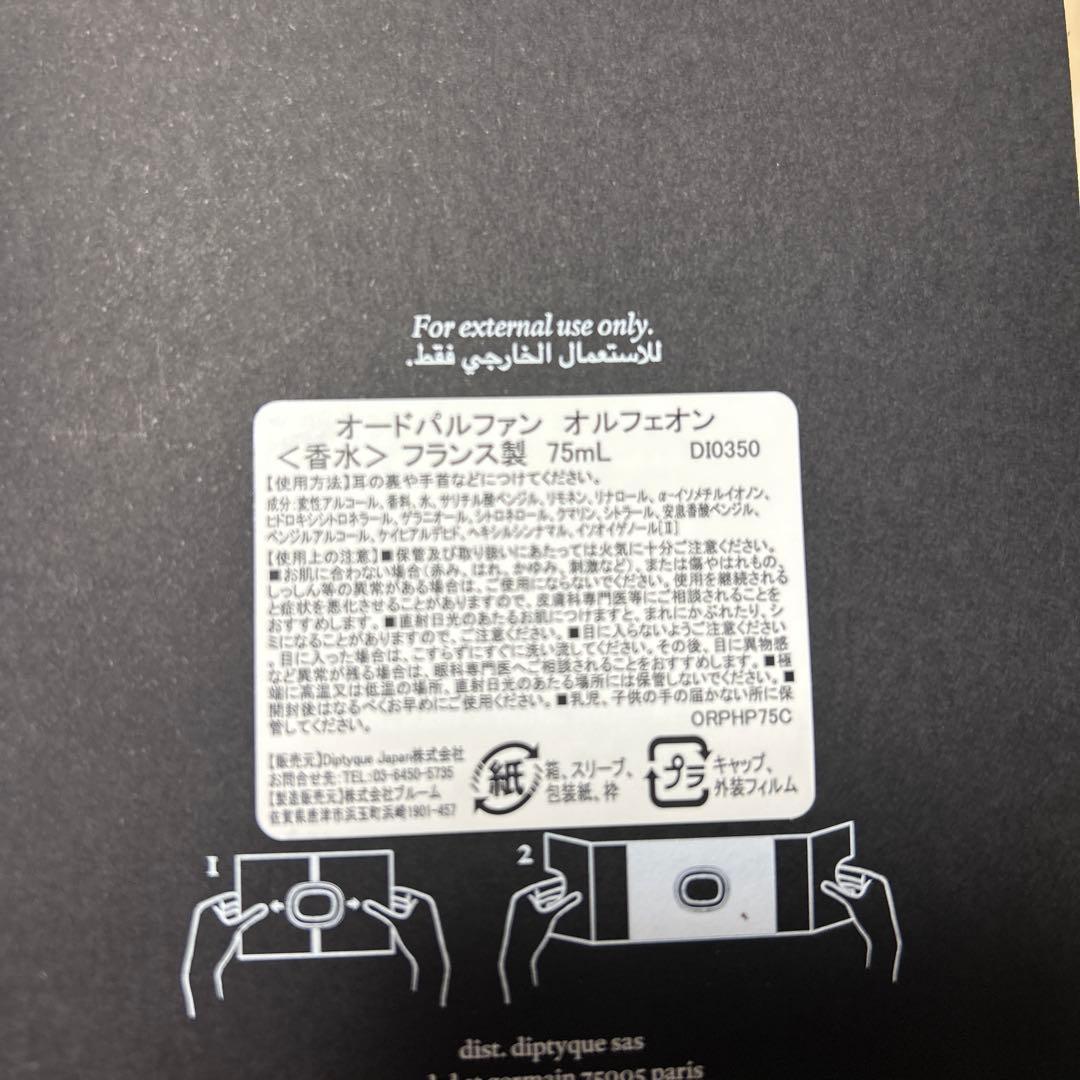 For external use only.
للاستعمال الخارجي فقط.
オードパルファン オルフェオン
＜香水＞ フランス製 75mL DI0350
【使用方法】耳の裏や手首などにつけてください。
成分:変性アルコール、香料、水、サリチル酸ベンジル、リモネン、リナロール、α-イソメチルイオノン、
ヒドロキシシトロネラール、ゲラニオール、シトロネロール、クマリン、シトラール、安息香酸ベンジル、
ベンジルアルコール、ケイヒアルデヒド、ヘキシルシンナマル、イソオイゲノール[Ⅱ]
【使用上の注意】■保管及び取り扱いにあたっては火気に十分ご注意ください。
■お肌に合わない場合(赤み、はれ、かゆみ、刺激など)、または傷やはれもの、
しっしん等の異常がある場合は、ご使用にならないでください。使用を継続される
と症状を悪化させることがありますので、皮膚科専門医等にご相談されることを
おすすめします。■直射日光のあたるお肌につけますと、まれにかぶれたり、シ
ミになることがありますので、ご注意ください。■目に入らないようご注意ください
。目に入った場合は、こすらずにすぐに洗い流してください。その後、目に異物感
など異常が残る場合は、眼科専門医へご相談されることをおすすめします。■極
端に高温又は低温の場所、直射日光のあたる場所には保管しないでください。■
開封後はなるべくお早めにご使用ください。■乳児、子供の手の届かない所に保
管してください。 ORPHP75C
【販売元】Diptyque Japan株式会社
お問合せ先:TEL:03-6450-5735
【製造販売元】株式会社ブルーム
佐賀県唐津市浜玉町浜崎1901-457
紙
箱、スリーブ、
包装紙、枠
プラ
キャップ、
外装フィルム
1
2
dist. diptyque sas
germain 75005 paris